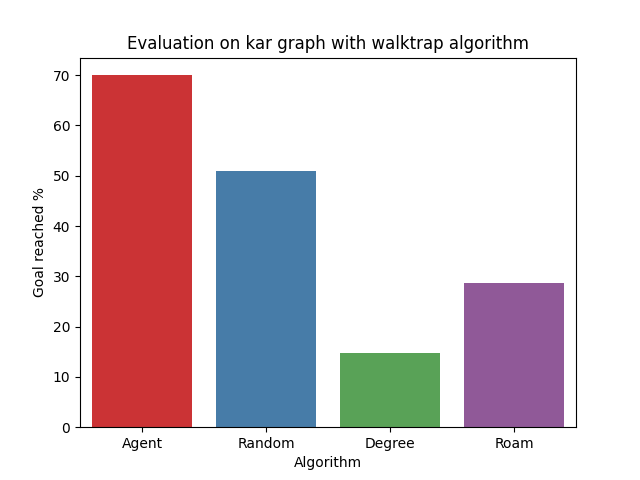 Evaluation on kar graph with walktrap algorithm
Goal reached %
70
60
50
40
30
20
10
0
Agent Random Degree Roam
Algorithm